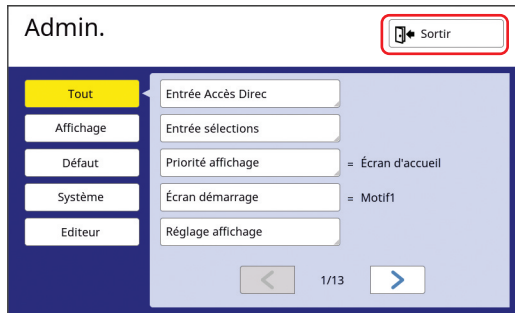 Admin.
Sortir
Tout
Entrée Accès Direc
Affichage
Entrée sélections
Défaut
Priorité affichage = Écran d'accueil
Système
Écran démarrage = Motif1
Editeur
Réglage affichage
1/13